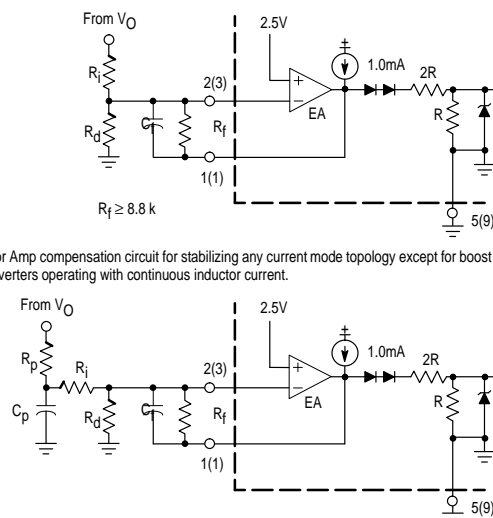 From VO
2.5V
1.0mA
Ri
2(3)
2R
EA
R
Rd
Cf
Rf
1(1)
Rf ≥ 8.8 k
5(9)
or Amp compensation circuit for stabilizing any current mode topology except for boost
verters operating with continuous inductor current.
From VO
2.5V
Rp
Ri
2(3)
1.0mA
2R
Cp
Rd
Rf
EA
R
1(1)
5(9)